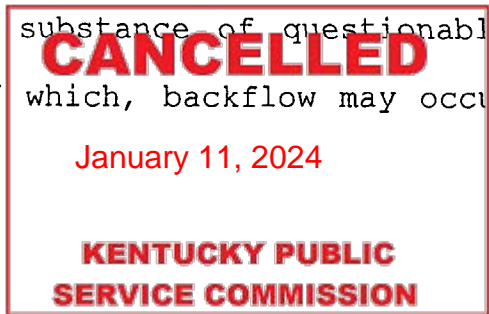 substance of questionabl
CANCELLED
which, backflow may occu
January 11, 2024
KENTUCKY PUBLIC
SERVICE COMMISSION